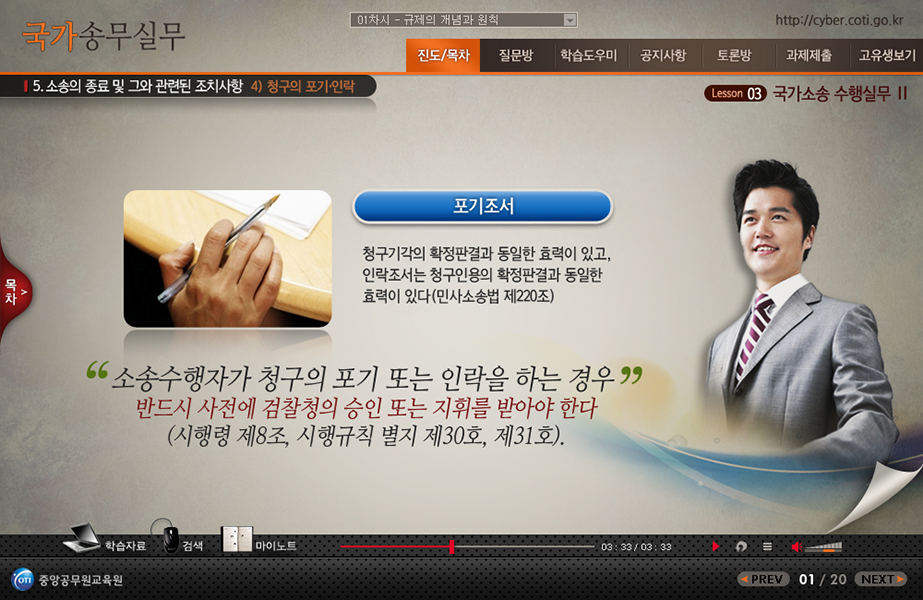 01차시 - 규제의 개념과 원칙
http://cyber.coti.go.kr
국가송무실무
진도/목차
질문방
학습도우미
공지사항
토론방
과제제출
고유생보기
5. 소송의 종료 및 그와 관련된 조치사항 4) 청구의 포기·인락
Lesson 03 국가소송 수행실무 II
포기조서
청구기각의 확정판결과 동일한 효력이 있고,
인락조서는 청구인용의 확정판결과 동일한
효력이 있다(민사소송법 제220조)
목차 >
“소송수행자가 청구의 포기 또는 인락을 하는 경우”
반드시 사전에 검찰청의 승인 또는 지휘를 받아야 한다
(시행령 제8조, 시행규칙 별지 제30호, 제31호).
학습자료
검색
마이노트
03 : 33 / 03 : 33
COTI 중앙공무원교육원
PREV 01 / 20 NEXT